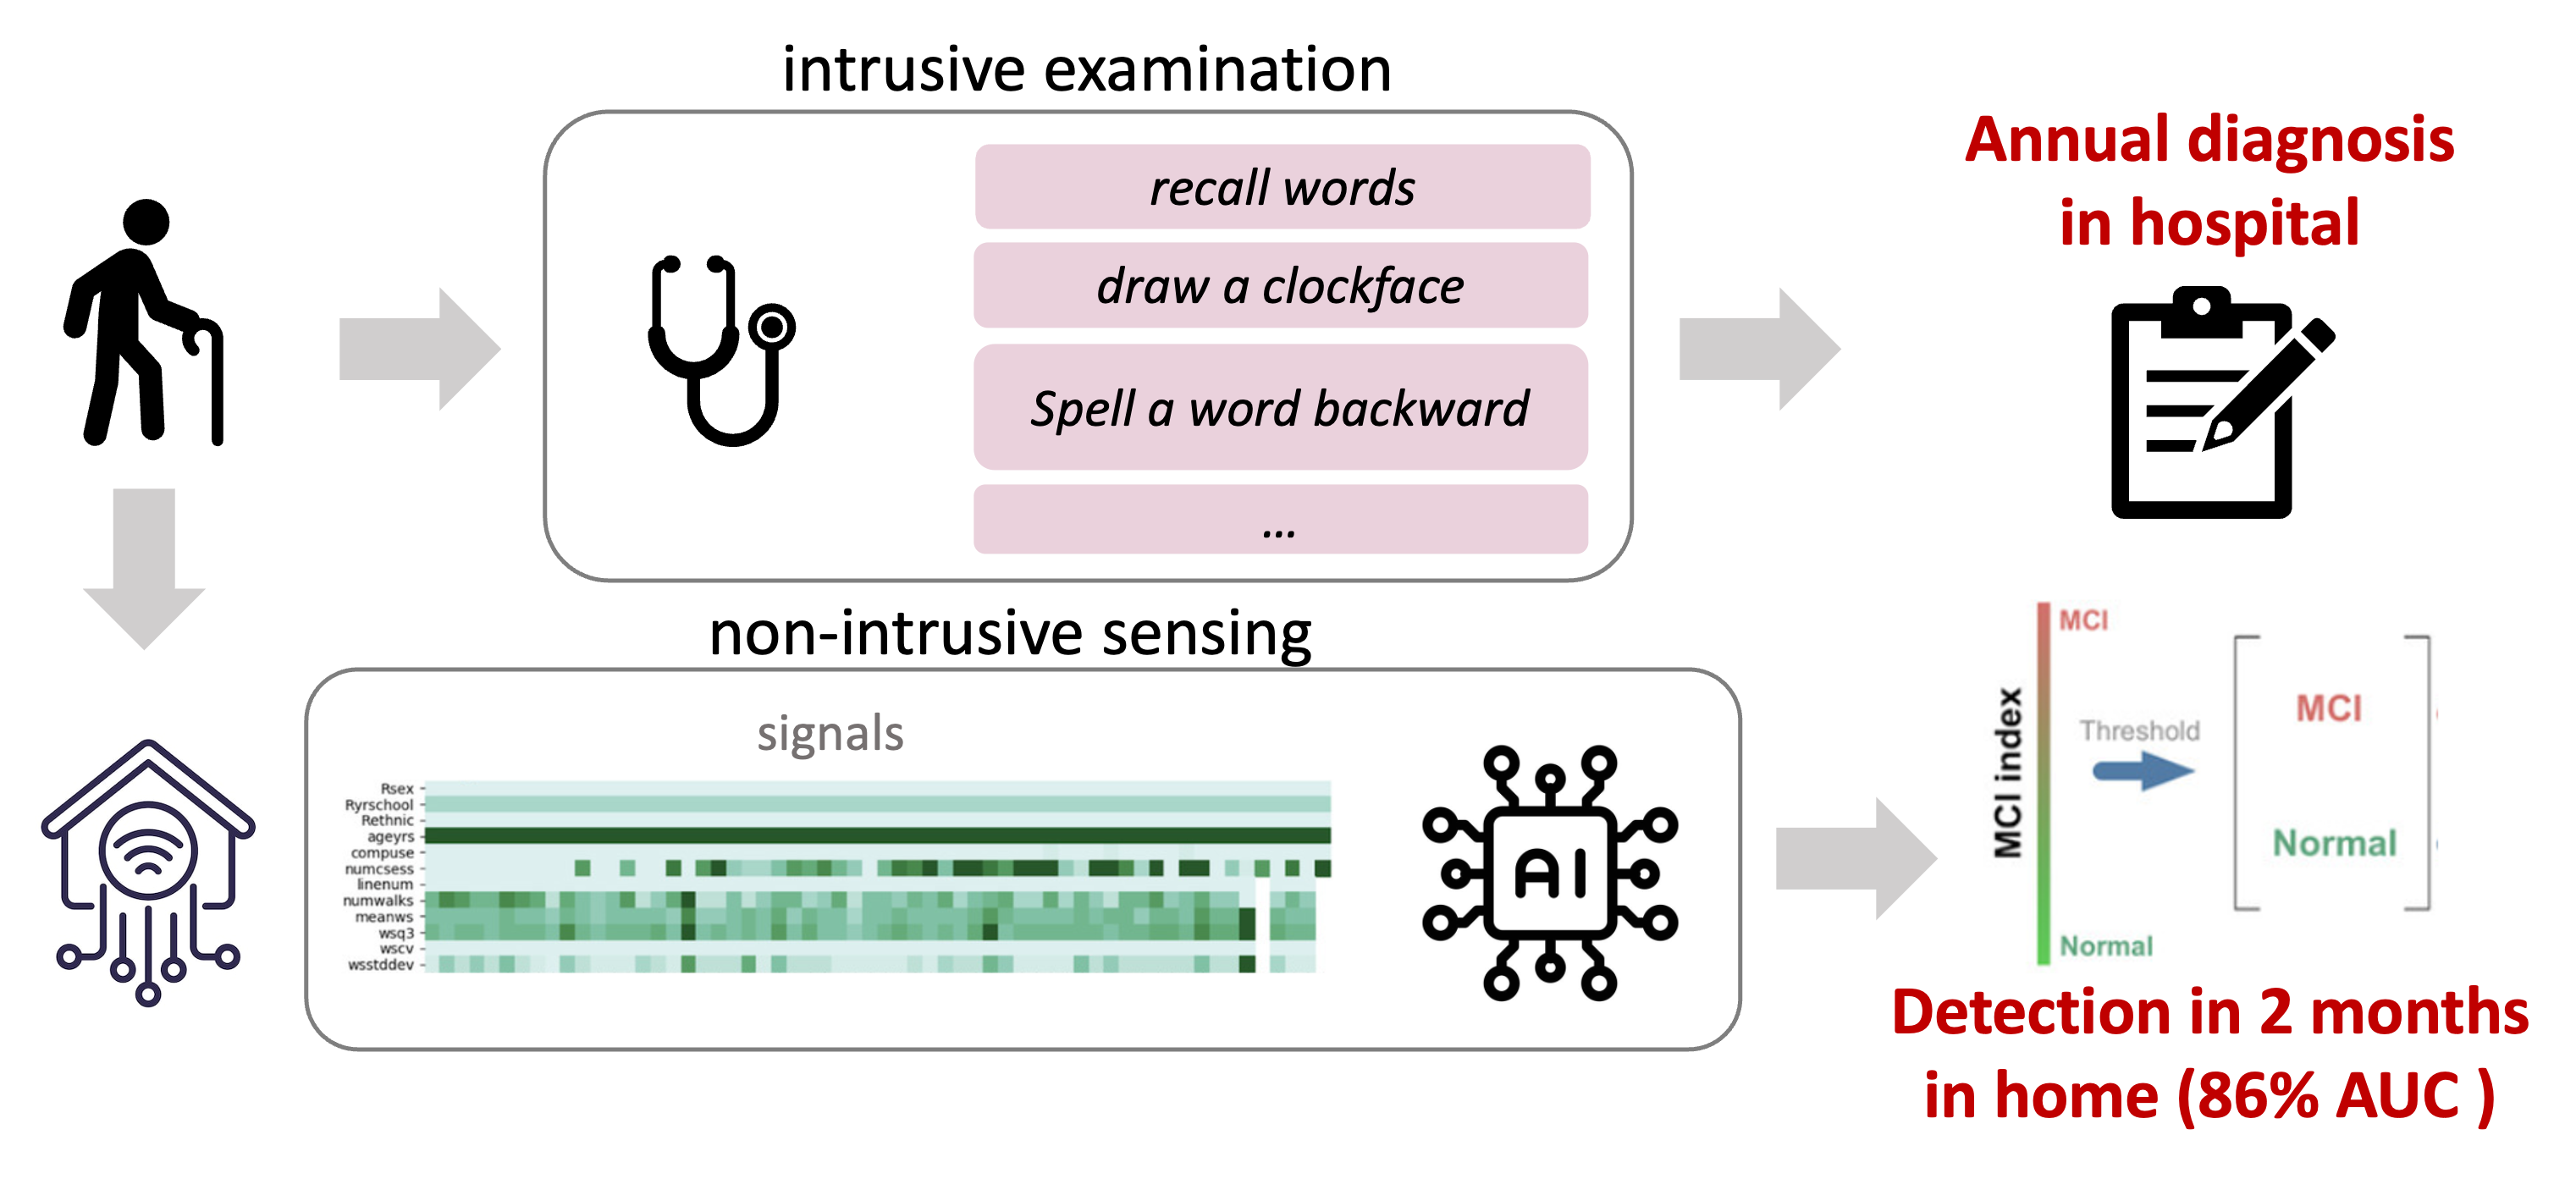 intrusive examination
recall words
draw a clockface
Spell a word backward
...
Annual diagnosis
in hospital
non-intrusive sensing
signals
Rsex
Ryrschool
Rethnic
ageyrs
compuse
numcsess
linenum
numwalks
meanws
wsq3
wscv
wsstddev
AI
MCI index
MCI
Normal
Threshold
MCI
Normal
Detection in 2 months
in home (86% AUC )